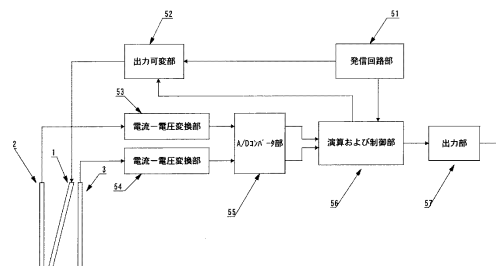 52
51
出力可変部
発信回路部
53
電流－電圧変換部
2
1
A/Dコンバータ部
演算および制御部
出力部
3
電流－電圧変換部
54
55
56
57